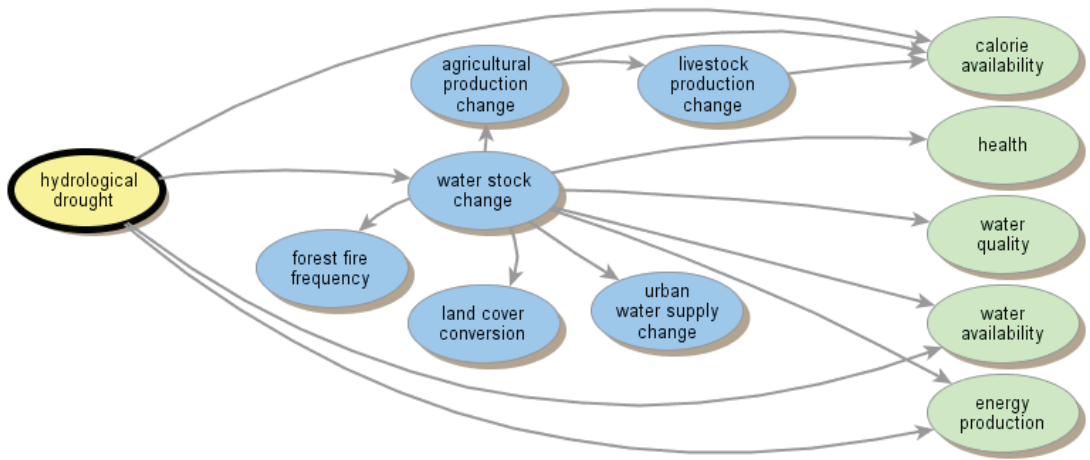 hydrological
drought
agricultural
production
change
livestock
production
change
water stock
change
forest fire
frequency
land cover
conversion
urban
water supply
change
calorie
availability
health
water
quality
water
availability
energy
production